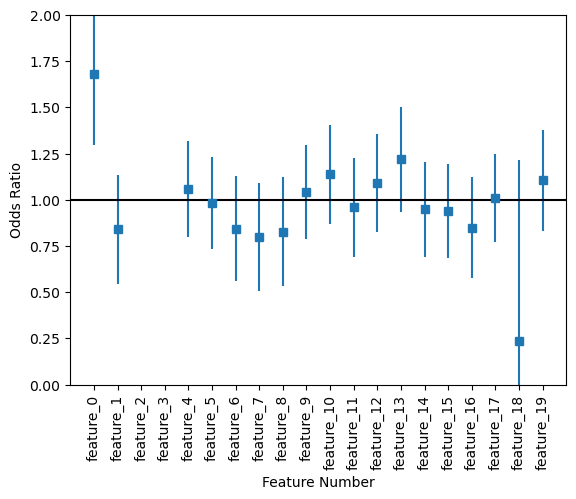 2.00
1.75
1.50
1.25
1.00
0.75
0.50
0.25
0.00
Odds Ratio
feature_0
feature_1
feature_2
feature_3
feature_4
feature_5
feature_6
feature_7
feature_8
feature_9
feature_10
feature_11
feature_12
feature_13
feature_14
feature_15
feature_16
feature_17
feature_18
feature_19
Feature Number